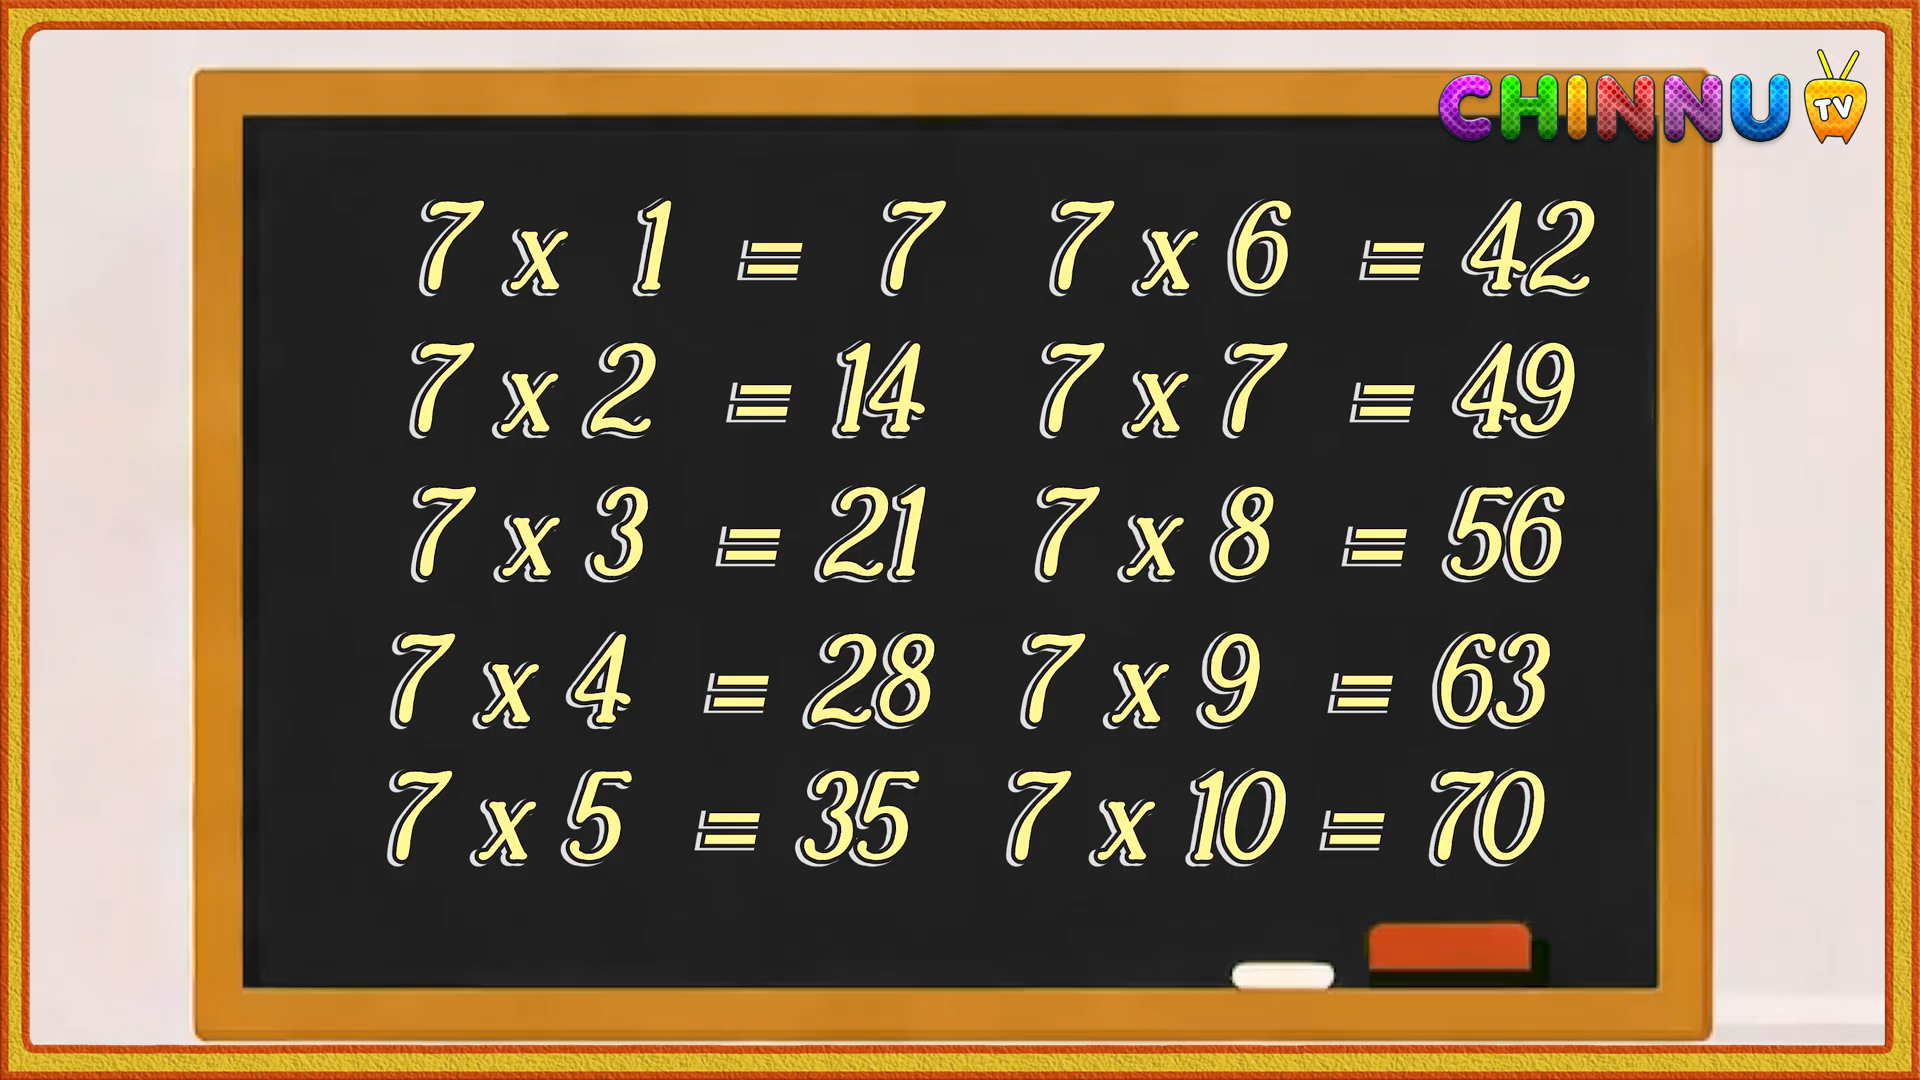 CHINNU TV
7 x 1 = 7
7 x 2 = 14
7 x 3 = 21
7 x 4 = 28
7 x 5 = 35
7 x 6 = 42
7 x 7 = 49
7 x 8 = 56
7 x 9 = 63
7 x 10 = 70